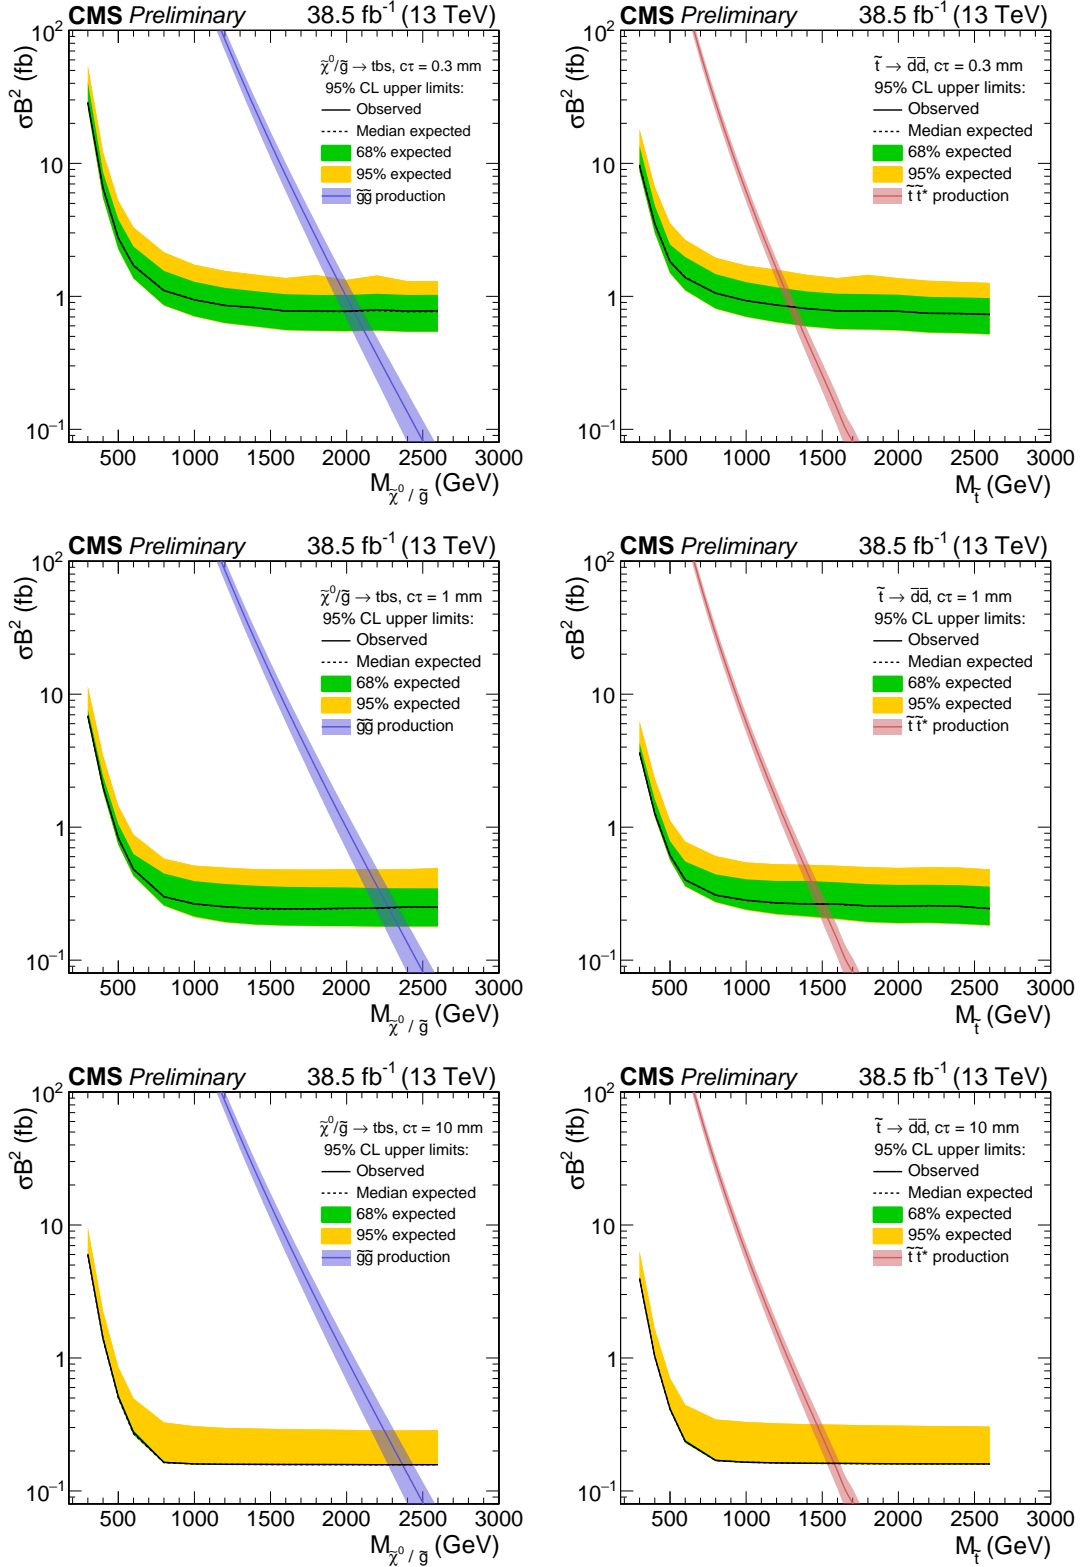 CMS Preliminary 38.5 fb⁻¹ (13 TeV)
σB² (fb)
10²
10
1
10⁻¹
χ̃⁰/g̃ → tbs, cτ = 0.3 mm
95% CL upper limits:
Observed
Median expected
68% expected
95% expected
g̃g̃ production
500 1000 1500 2000 2500 3000
M χ̃⁰ / g̃ (GeV)
CMS Preliminary 38.5 fb⁻¹ (13 TeV)
σB² (fb)
10²
10
1
10⁻¹
t̃ → d̅d̅, cτ = 0.3 mm
95% CL upper limits:
Observed
Median expected
68% expected
95% expected
t̃ t̃* production
500 1000 1500 2000 2500 3000
M t̃ (GeV)
CMS Preliminary 38.5 fb⁻¹ (13 TeV)
σB² (fb)
10²
10
1
10⁻¹
χ̃⁰/g̃ → tbs, cτ = 1 mm
95% CL upper limits:
Observed
Median expected
68% expected
95% expected
g̃g̃ production
500 1000 1500 2000 2500 3000
M χ̃⁰ / g̃ (GeV)
CMS Preliminary 38.5 fb⁻¹ (13 TeV)
σB² (fb)
10²
10
1
10⁻¹
t̃ → d̅d̅, cτ = 1 mm
95% CL upper limits:
Observed
Median expected
68% expected
95% expected
t̃ t̃* production
500 1000 1500 2000 2500 3000
M t̃ (GeV)
CMS Preliminary 38.5 fb⁻¹ (13 TeV)
σB² (fb)
10²
10
1
10⁻¹
χ̃⁰/g̃ → tbs, cτ = 10 mm
95% CL upper limits:
Observed
Median expected
68% expected
95% expected
g̃g̃ production
500 1000 1500 2000 2500 3000
M χ̃⁰ / g̃ (GeV)
CMS Preliminary 38.5 fb⁻¹ (13 TeV)
σB² (fb)
10²
10
1
10⁻¹
t̃ → d̅d̅, cτ = 10 mm
95% CL upper limits:
Observed
Median expected
68% expected
95% expected
t̃ t̃* production
500 1000 1500 2000 2500 3000
M t̃ (GeV)